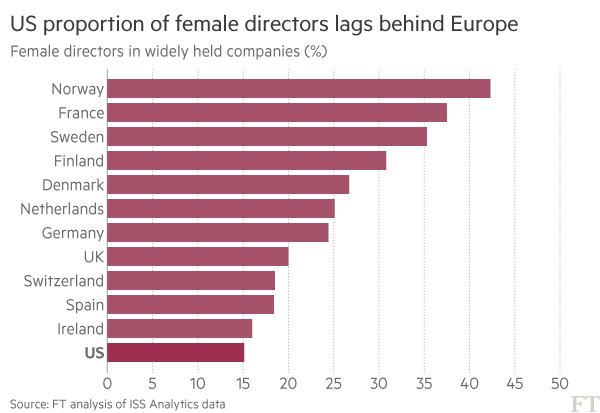 US proportion of female directors lags behind Europe
Female directors in widely held companies (%)
Norway
France
Sweden
Finland
Denmark
Netherlands
Germany
UK
Switzerland
Spain
Ireland
US
0 5 10 15 20 25 30 35 40 45 50
Source: FT analysis of ISS Analytics data
FT